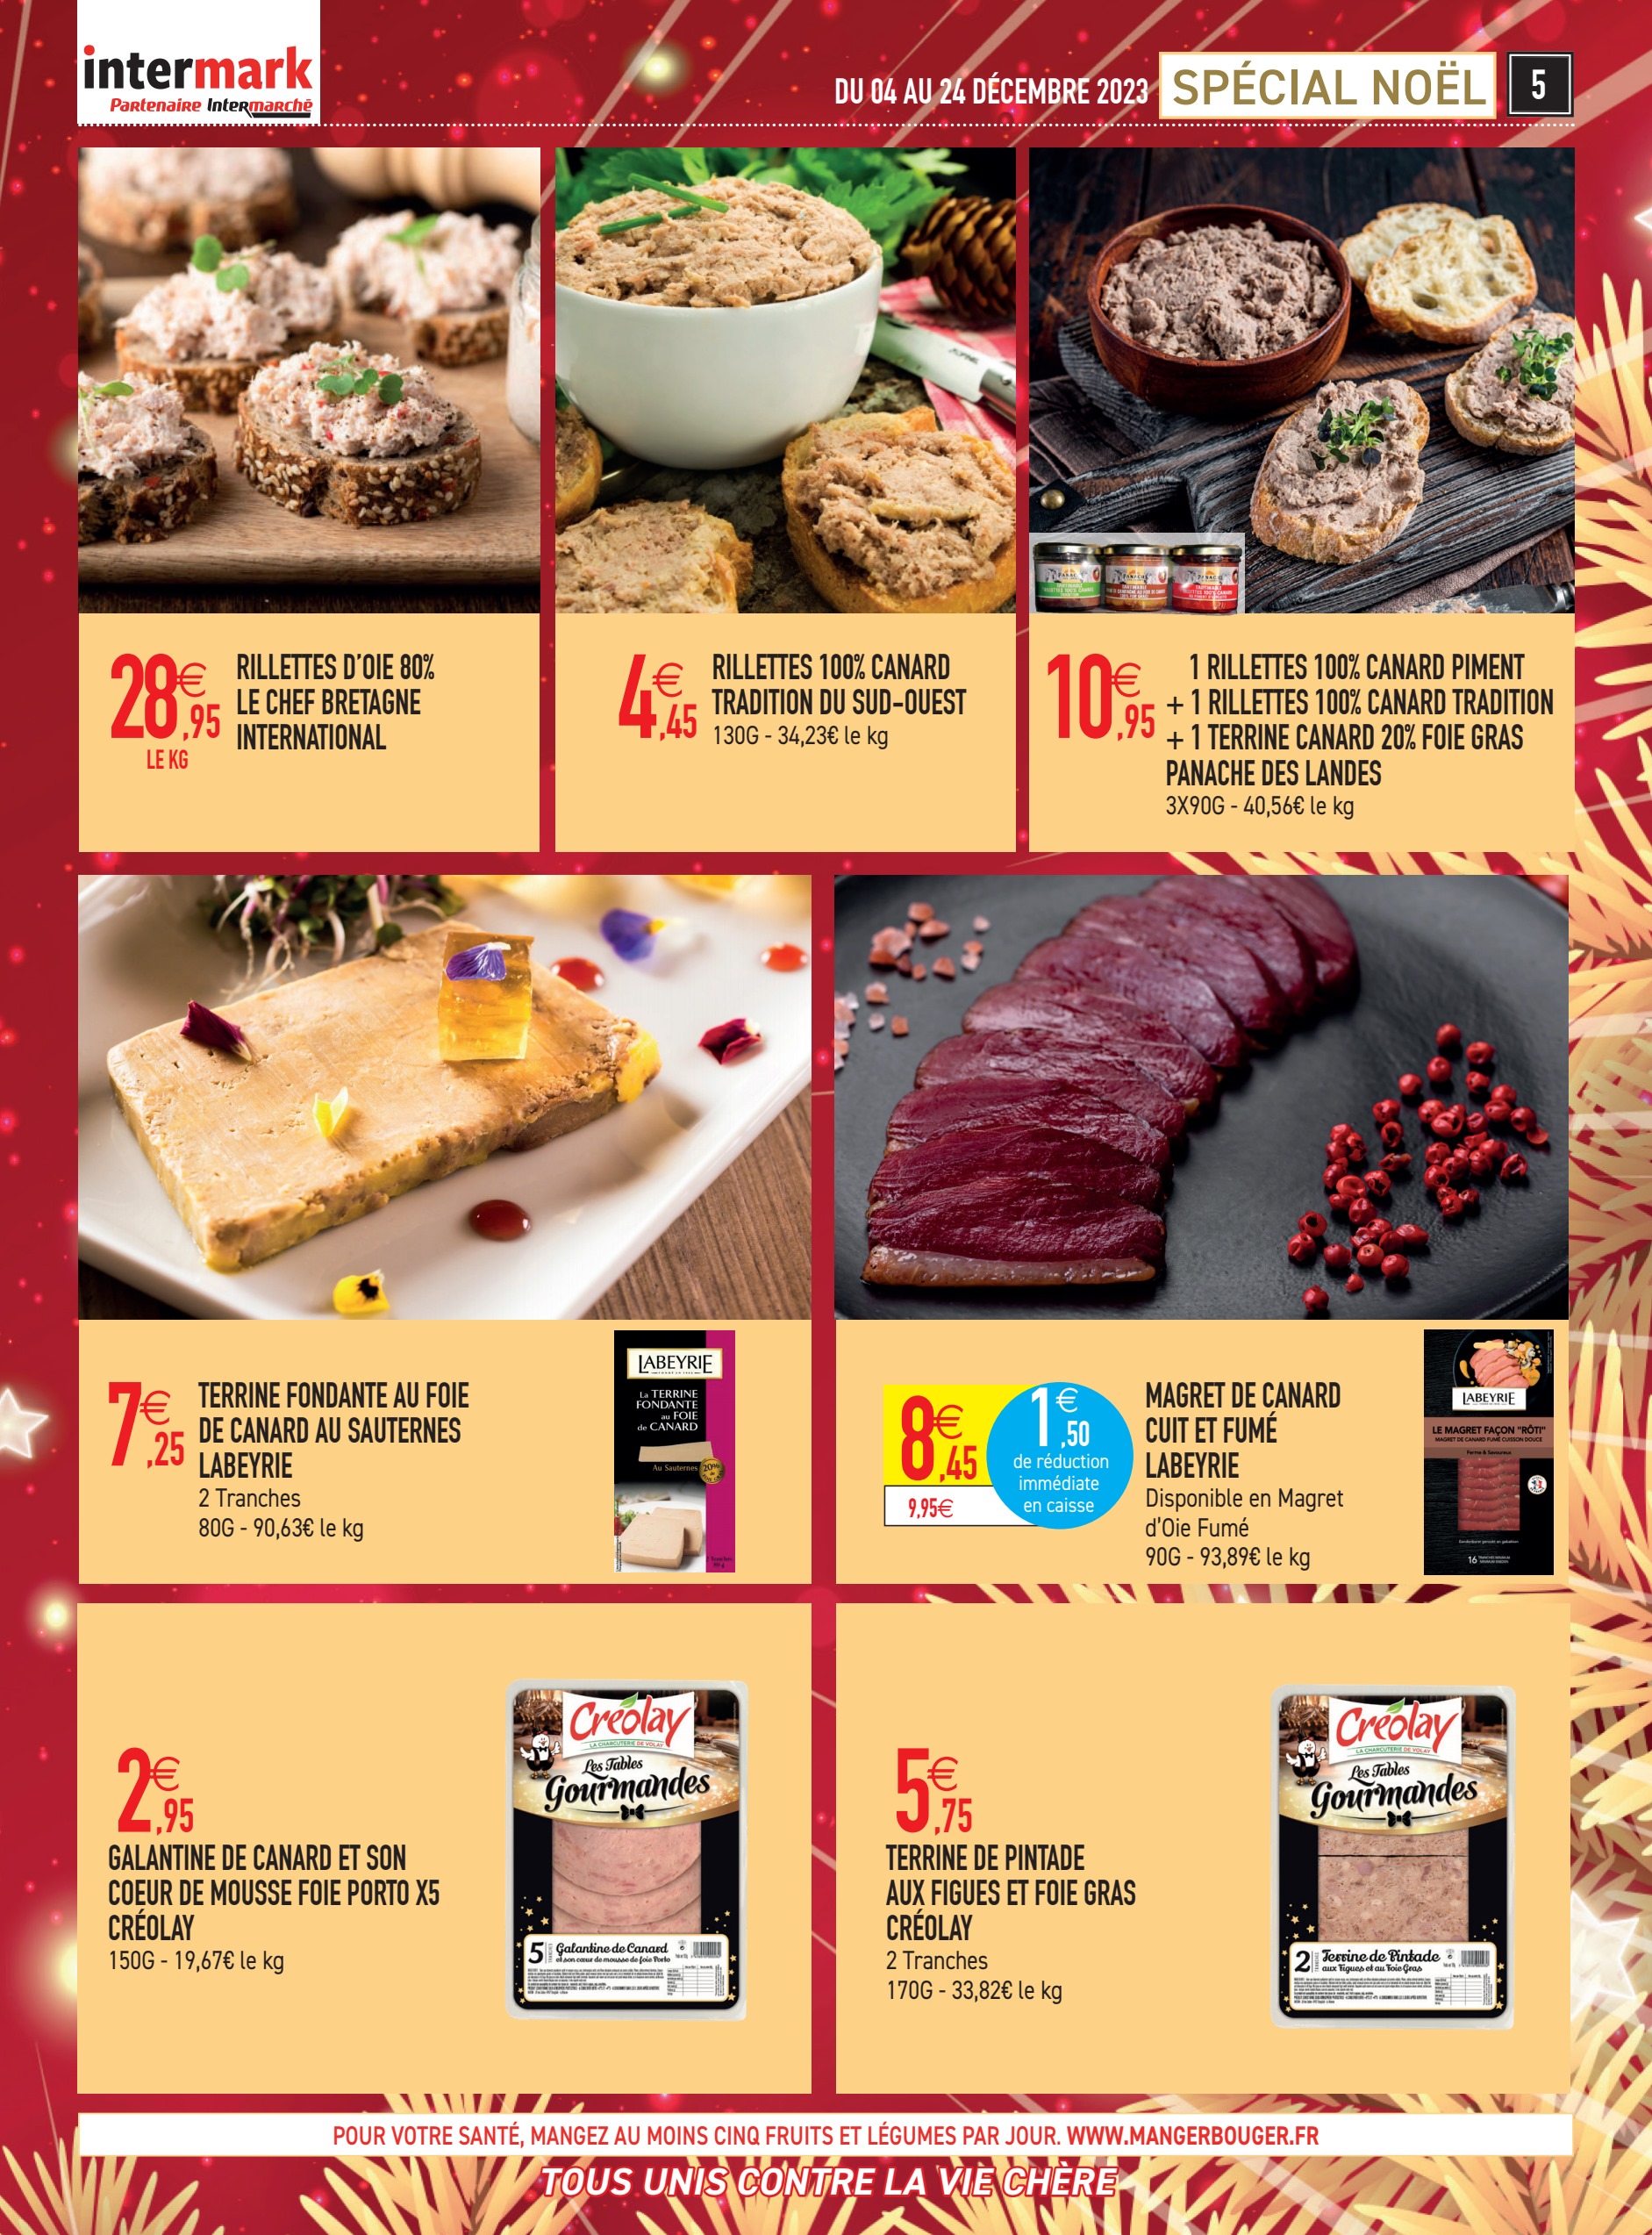 intermark
Partenaire Intermarché
DU 04 AU 24 DÉCEMBRE 2023
SPÉCIAL NOËL
5
28€,95
LE KG
RILLETTES D'OIE 80%
LE CHEF BRETAGNE
INTERNATIONAL
4€,45
RILLETTES 100% CANARD
TRADITION DU SUD-OUEST
130G - 34,23€ le kg
10€,95
1 RILLETTES 100% CANARD PIMENT
+ 1 RILLETTES 100% CANARD TRADITION
+ 1 TERRINE CANARD 20% FOIE GRAS
PANACHE DES LANDES
3X90G - 40,56€ le kg
7€,25
TERRINE FONDANTE AU FOIE
DE CANARD AU SAUTERNES
LABEYRIE
2 Tranches
80G - 90,63€ le kg
LABEYRIE
La TERRINE
FONDANTE
au FOIE
de CANARD
Au Sauternes
20%
8€,45
9,95€
1€,50
de réduction
immédiate
en caisse
MAGRET DE CANARD
CUIT ET FUMÉ
LABEYRIE
Disponible en Magret
d'Oie Fumé
90G - 93,89€ le kg
LABEYRIE
LE MAGRET FAÇON "RÔTI"
MAGRET DE CANARD FUMÉ CUISSON DOUCE
Ferme & Savoureux
16
2€,95
GALANTINE DE CANARD ET SON
COEUR DE MOUSSE FOIE PORTO X5
CRÉOLAY
150G - 19,67€ le kg
Créolay
LA CHARCUTERIE DE VOLAY
Les Tables
Gourmandes
5
Galantine de Canard
et son cœur de mousse de foie Porto
5€,75
TERRINE DE PINTADE
AUX FIGUES ET FOIE GRAS
CRÉOLAY
2 Tranches
170G - 33,82€ le kg
Créolay
LA CHARCUTERIE DE VOLAY
Les Tables
Gourmandes
2
Terrine de Pintade
aux Figues et au Foie Gras
POUR VOTRE SANTÉ, MANGEZ AU MOINS CINQ FRUITS ET LÉGUMES PAR JOUR. WWW.MANGERBOUGER.FR
TOUS UNIS CONTRE LA VIE CHÈRE